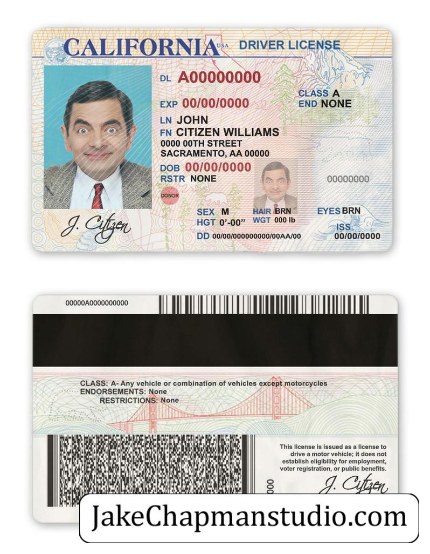 CALIFORNIA USA DRIVER LICENSE
DL A00000000
CLASS A
EXP 00/00/0000
END NONE
LN JOHN
FN CITIZEN WILLIAMS
0000 00TH STREET
SACRAMENTO, AA 00000
DOB 00/00/0000
RSTR NONE
00000000
DONOR
SEX M HAIR BRN EYES BRN
HGT 0'-00" WGT 000 lb
ISS.
DD 00/00/000000000/00AA/00 00/00/0000
J. Citizen
00000A0000000000
CLASS: A- Any vehicle or combination of vehicles except motorcycles
ENDORSEMENTS: None
RESTRICTIONS: None
This license is issued as a license to
drive a motor vehicle; it does not
establish eligibility for employment,
voter registration, or public benefits.
J. Citizen
JakeChapmanstudio.com